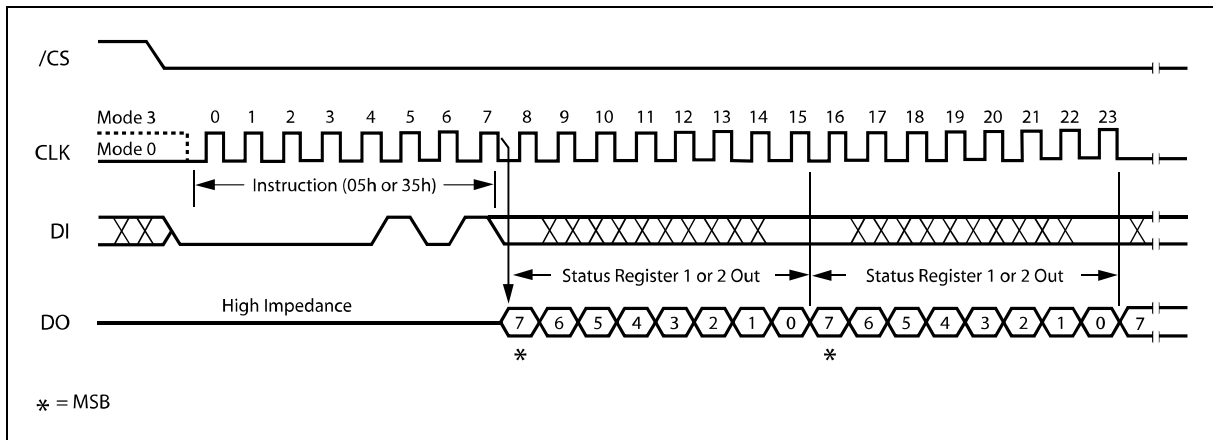 /CS
Mode 3
0 1 2 3 4 5 6 7 8 9 10 11 12 13 14 15 16 17 18 19 20 21 22 23
CLK
Mode 0
Instruction (05h or 35h)
DI
Status Register 1 or 2 Out
Status Register 1 or 2 Out
High Impedance
DO
7 6 5 4 3 2 1 0 7 6 5 4 3 2 1 0 7
* *
* = MSB